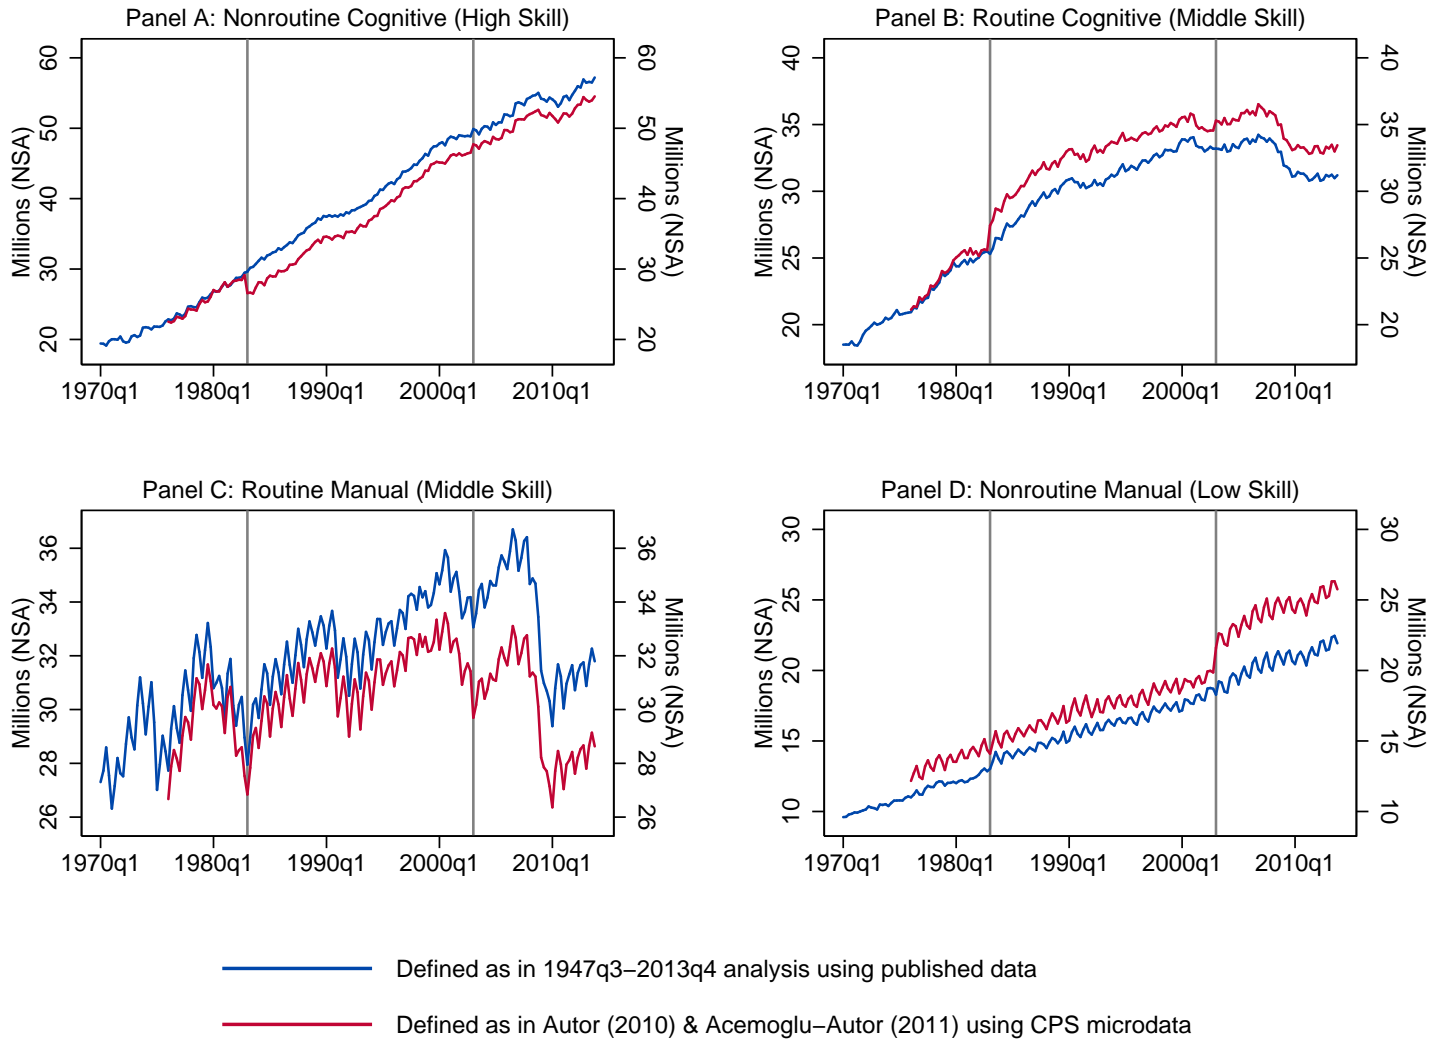 Panel A: Nonroutine Cognitive (High Skill)
Millions (NSA)
60
50
40
30
20
60
50
40
30
20
Millions (NSA)
1970q1 1980q1 1990q1 2000q1 2010q1
Panel B: Routine Cognitive (Middle Skill)
Millions (NSA)
40
35
30
25
20
40
35
30
25
20
Millions (NSA)
1970q1 1980q1 1990q1 2000q1 2010q1
Panel C: Routine Manual (Middle Skill)
Millions (NSA)
36
34
32
30
28
26
36
34
32
30
28
26
Millions (NSA)
1970q1 1980q1 1990q1 2000q1 2010q1
Panel D: Nonroutine Manual (Low Skill)
Millions (NSA)
30
25
20
15
10
30
25
20
15
10
Millions (NSA)
1970q1 1980q1 1990q1 2000q1 2010q1
Defined as in 1947q3−2013q4 analysis using published data
Defined as in Autor (2010) & Acemoglu−Autor (2011) using CPS microdata